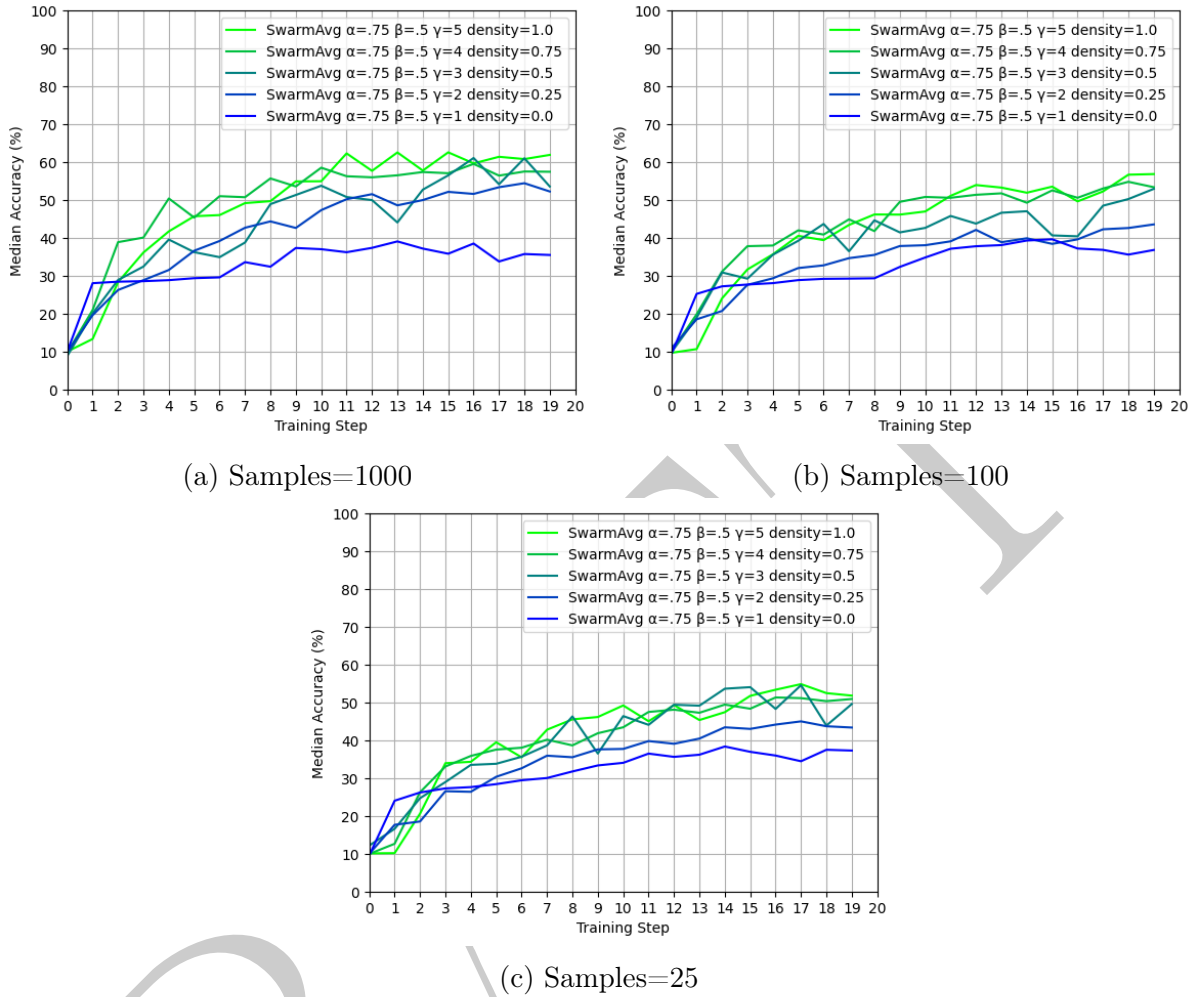 100
90
80
70
60
50
40
30
20
10
0
Median Accuracy (%)
SwarmAvg α=.75 β=.5 γ=5 density=1.0
SwarmAvg α=.75 β=.5 γ=4 density=0.75
SwarmAvg α=.75 β=.5 γ=3 density=0.5
SwarmAvg α=.75 β=.5 γ=2 density=0.25
SwarmAvg α=.75 β=.5 γ=1 density=0.0
0 1 2 3 4 5 6 7 8 9 10 11 12 13 14 15 16 17 18 19 20
Training Step
(a) Samples=1000
100
90
80
70
60
50
40
30
20
10
0
Median Accuracy (%)
SwarmAvg α=.75 β=.5 γ=5 density=1.0
SwarmAvg α=.75 β=.5 γ=4 density=0.75
SwarmAvg α=.75 β=.5 γ=3 density=0.5
SwarmAvg α=.75 β=.5 γ=2 density=0.25
SwarmAvg α=.75 β=.5 γ=1 density=0.0
0 1 2 3 4 5 6 7 8 9 10 11 12 13 14 15 16 17 18 19 20
Training Step
(b) Samples=100
100
90
80
70
60
50
40
30
20
10
0
Median Accuracy (%)
SwarmAvg α=.75 β=.5 γ=5 density=1.0
SwarmAvg α=.75 β=.5 γ=4 density=0.75
SwarmAvg α=.75 β=.5 γ=3 density=0.5
SwarmAvg α=.75 β=.5 γ=2 density=0.25
SwarmAvg α=.75 β=.5 γ=1 density=0.0
0 1 2 3 4 5 6 7 8 9 10 11 12 13 14 15 16 17 18 19 20
Training Step
(c) Samples=25